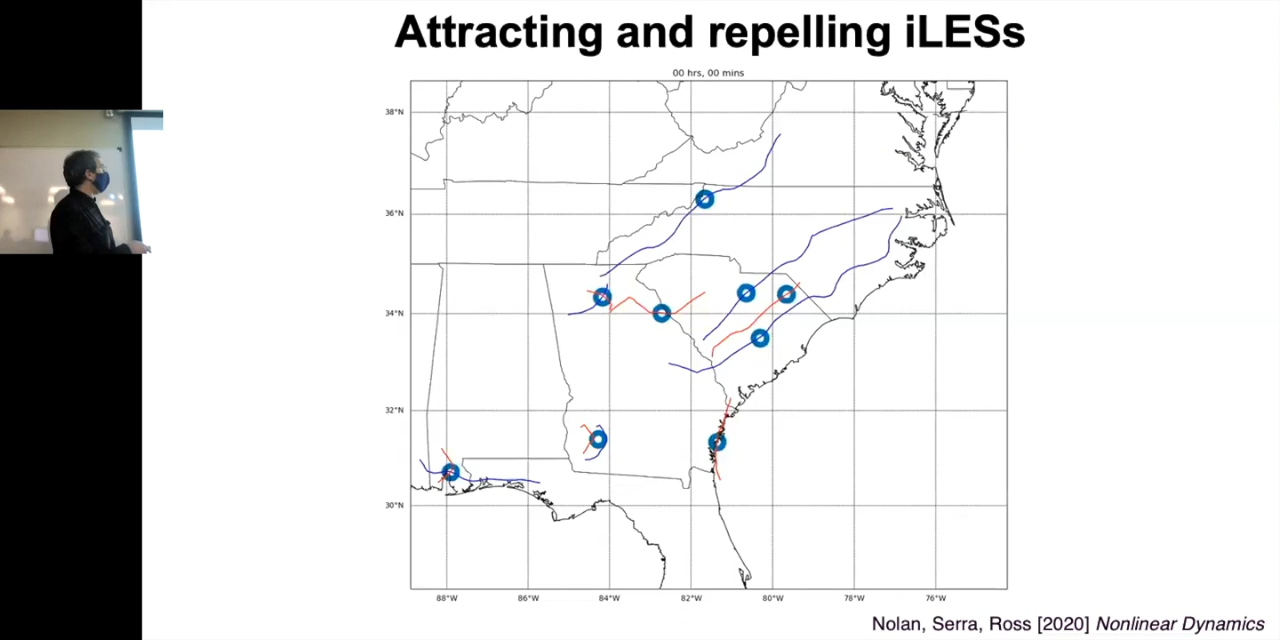 Attracting and repelling iLESs
00 hrs, 00 mins
38°N
36°N
34°N
32°N
30°N
88°W 86°W 84°W 82°W 80°W 78°W 76°W
Nolan, Serra, Ross [2020] Nonlinear Dynamics